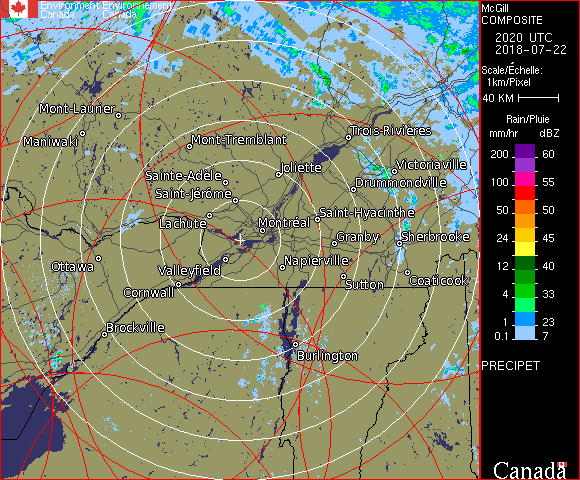 Environment Environnement
Canada Canada
McGill
COMPOSITE
2020 UTC
2018-07-22
Scale/Échelle:
1km/Pixel
40 KM
Rain/Pluie
mm/hr dBZ
200 60
150 57
100 55
50 50
24 45
12 40
4 33
1 23
0.1 7
PRECIPET
Canada
Mont-Laurier
Maniwaki
Mont-Tremblant
Trois-Rivières
Sainte-Adèle
Joliette
Victoriaville
Saint-Jérôme
Drummondville
Lachute
Montréal
Saint-Hyacinthe
Granby
Sherbrooke
Ottawa
Valleyfield
Napierville
Cornwall
Sutton
Coaticook
Brockville
Burlington